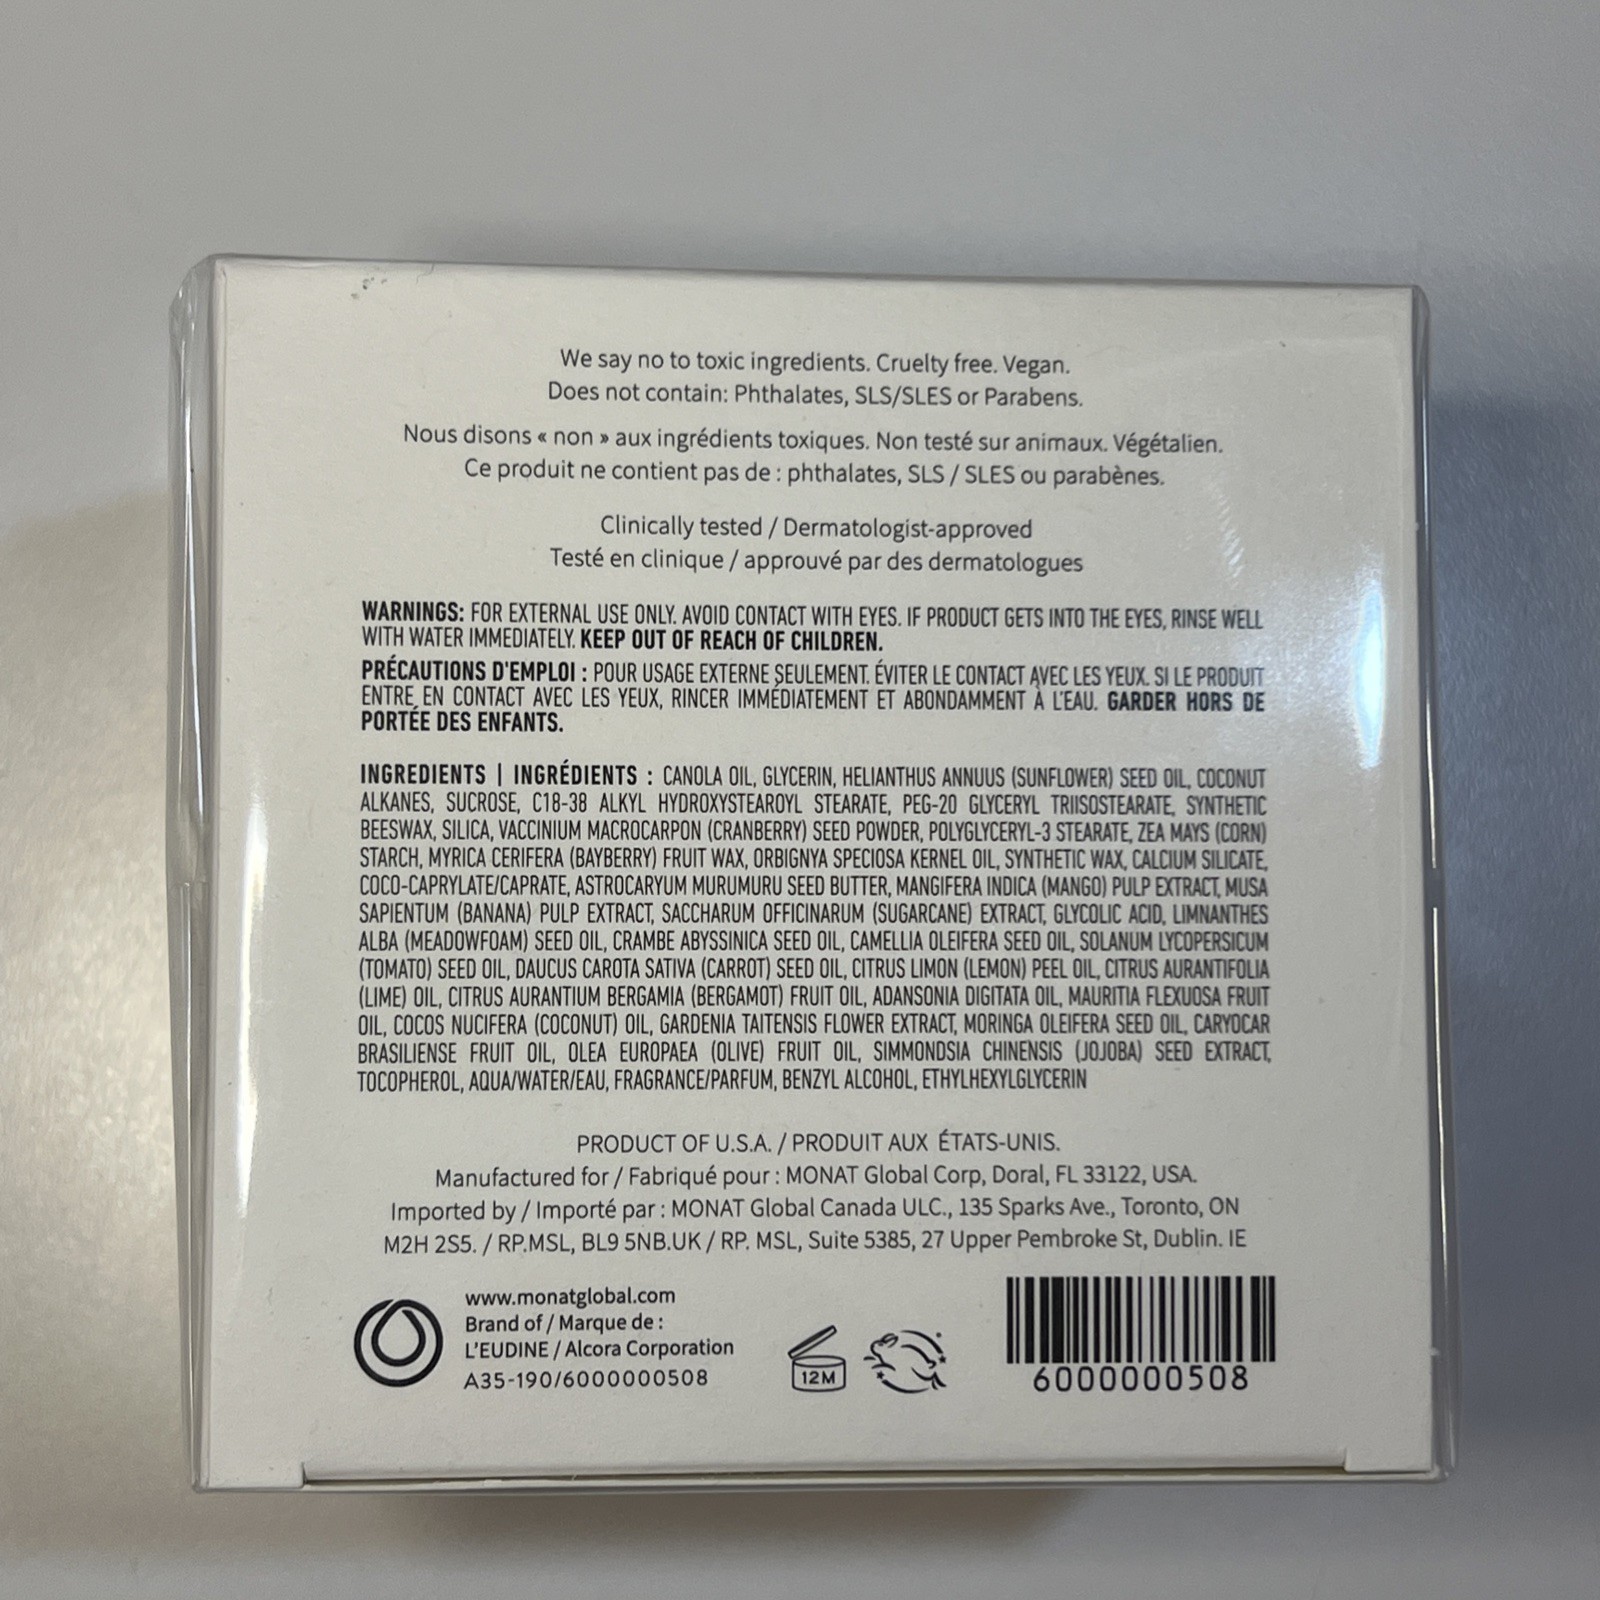 We say no to toxic ingredients. Cruelty free. Vegan.
Does not contain: Phthalates, SLS/SLES or Parabens.
Nous disons « non » aux ingrédients toxiques. Non testé sur animaux. Végétalien.
Ce produit ne contient pas de : phthalates, SLS / SLES ou parabènes.
Clinically tested / Dermatologist-approved
Testé en clinique / approuvé par des dermatologues
WARNINGS: FOR EXTERNAL USE ONLY. AVOID CONTACT WITH EYES. IF PRODUCT GETS INTO THE EYES, RINSE WELL
WITH WATER IMMEDIATELY. KEEP OUT OF REACH OF CHILDREN.
PRÉCAUTIONS D'EMPLOI : POUR USAGE EXTERNE SEULEMENT. ÉVITER LE CONTACT AVEC LES YEUX. SI LE PRODUIT
ENTRE EN CONTACT AVEC LES YEUX, RINCER IMMÉDIATEMENT ET ABONDAMMENT À L'EAU. GARDER HORS DE
PORTÉE DES ENFANTS.
INGREDIENTS | INGRÉDIENTS : CANOLA OIL, GLYCERIN, HELIANTHUS ANNUUS (SUNFLOWER) SEED OIL, COCONUT
ALKANES, SUCROSE, C18-38 ALKYL HYDROXYSTEAROYL STEARATE, PEG-20 GLYCERYL TRIISOSTEARATE, SYNTHETIC
BEESWAX, SILICA, VACCINIUM MACROCARPON (CRANBERRY) SEED POWDER, POLYGLYCERYL-3 STEARATE, ZEA MAYS (CORN)
STARCH, MYRICA CERIFERA (BAYBERRY) FRUIT WAX, ORBIGNYA SPECIOSA KERNEL OIL, SYNTHETIC WAX, CALCIUM SILICATE,
COCO-CAPRYLATE/CAPRATE, ASTROCARYUM MURUMURU SEED BUTTER, MANGIFERA INDICA (MANGO) PULP EXTRACT, MUSA
SAPIENTUM (BANANA) PULP EXTRACT, SACCHARUM OFFICINARUM (SUGARCANE) EXTRACT, GLYCOLIC ACID, LIMNANTHES
ALBA (MEADOWFOAM) SEED OIL, CRAMBE ABYSSINICA SEED OIL, CAMELLIA OLEIFERA SEED OIL, SOLANUM LYCOPERSICUM
(TOMATO) SEED OIL, DAUCUS CAROTA SATIVA (CARROT) SEED OIL, CITRUS LIMON (LEMON) PEEL OIL, CITRUS AURANTIFOLIA
(LIME) OIL, CITRUS AURANTIUM BERGAMIA (BERGAMOT) FRUIT OIL, ADANSONIA DIGITATA OIL, MAURITIA FLEXUOSA FRUIT
OIL, COCOS NUCIFERA (COCONUT) OIL, GARDENIA TAITENSIS FLOWER EXTRACT, MORINGA OLEIFERA SEED OIL, CARYOCAR
BRASILIENSE FRUIT OIL, OLEA EUROPAEA (OLIVE) FRUIT OIL, SIMMONDSIA CHINENSIS (JOJOBA) SEED EXTRACT,
TOCOPHEROL, AQUA/WATER/EAU, FRAGRANCE/PARFUM, BENZYL ALCOHOL, ETHYLHEXYLGLYCERIN
PRODUCT OF U.S.A. / PRODUIT AUX ÉTATS-UNIS.
Manufactured for / Fabriqué pour : MONAT Global Corp, Doral, FL 33122, USA.
Imported by / Importé par : MONAT Global Canada ULC., 135 Sparks Ave., Toronto, ON
M2H 2S5. / RP.MSL, BL9 5NB.UK / RP. MSL, Suite 5385, 27 Upper Pembroke St, Dublin. IE
www.monatglobal.com
Brand of / Marque de :
L'EUDINE / Alcora Corporation
A35-190/6000000508
12M
6000000508